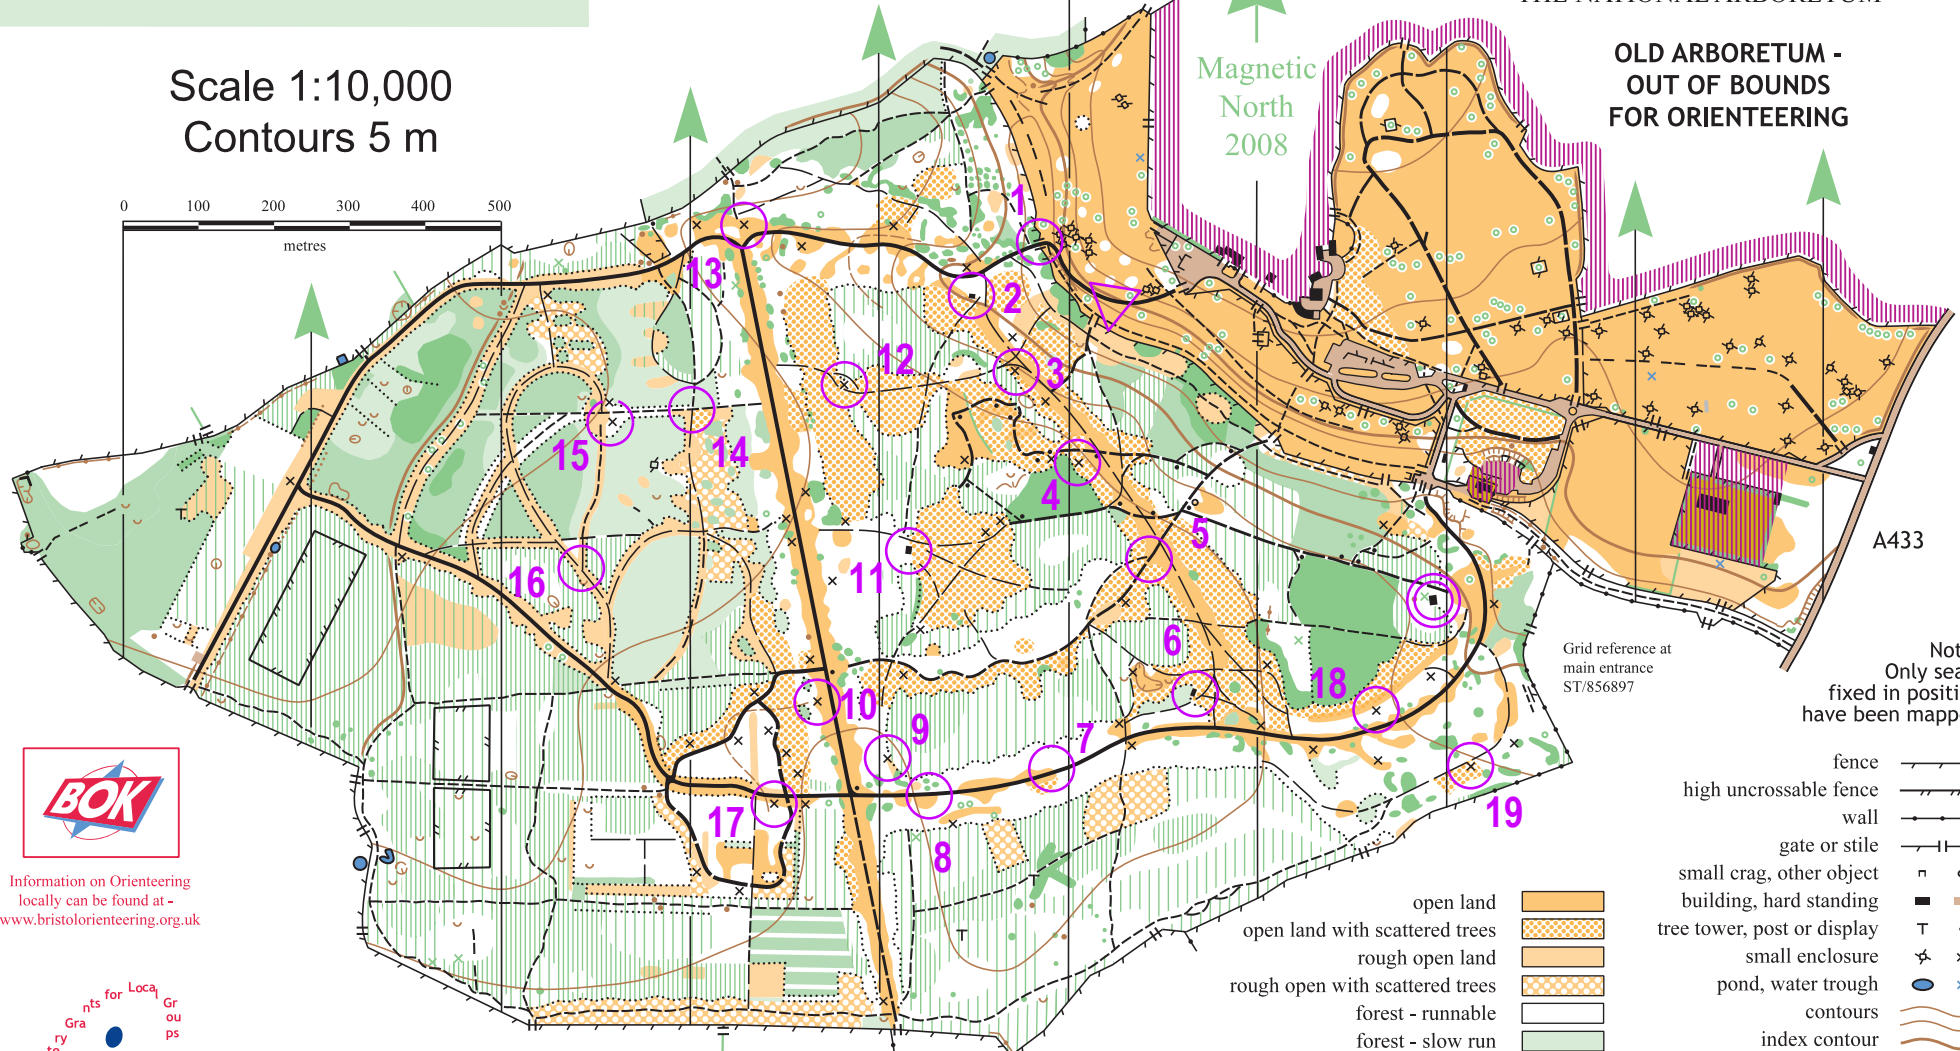 THE NATIONAL ARBORETUM
OLD ARBORETUM -
OUT OF BOUNDS
FOR ORIENTEERING
Scale 1:10,000
Contours 5 m
Magnetic
North
2008
0 100 200 300 400 500
metres
1
2
3
4
5
6
7
8
9
10
11
12
13
14
15
16
17
18
19
A433
Grid reference at
main entrance
ST/856897
Only
fixed in
have been
BOK
Information on Orienteering
locally can be found at -
www.bristolorienteering.org.uk
for Local
fence
high uncrossable fence
wall
gate or stile
small crag, other object
building, hard standing
tree tower, post or display
small enclosure
pond, water trough
contours
index contour
open land
open land with scattered trees
rough open land
rough open with scattered trees
forest - runnable
forest - slow run